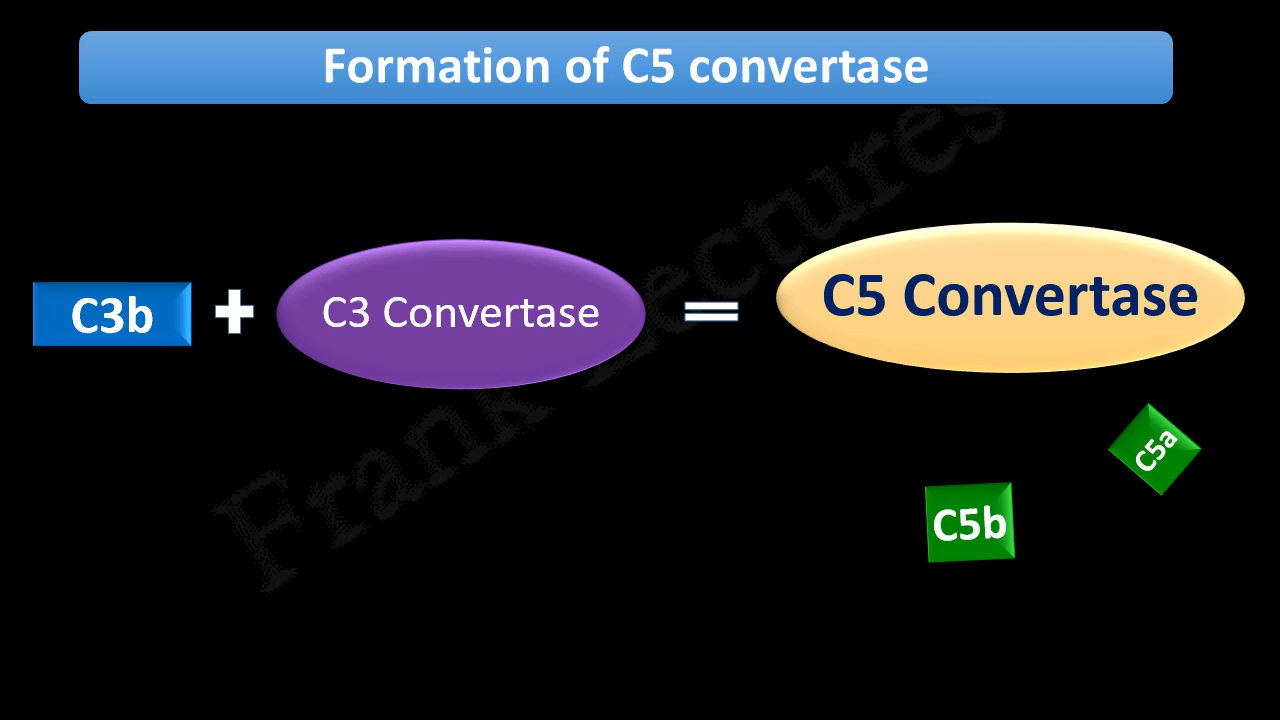 Formation of C5 convertase
C3b
C3 Convertase
C5 Convertase
C5a
C5b
Frank Lectures